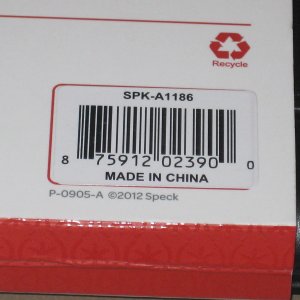 Recycle
SPK-A1186
8 75912 02390 0
MADE IN CHINA
P-0905-A ©2012 Speck